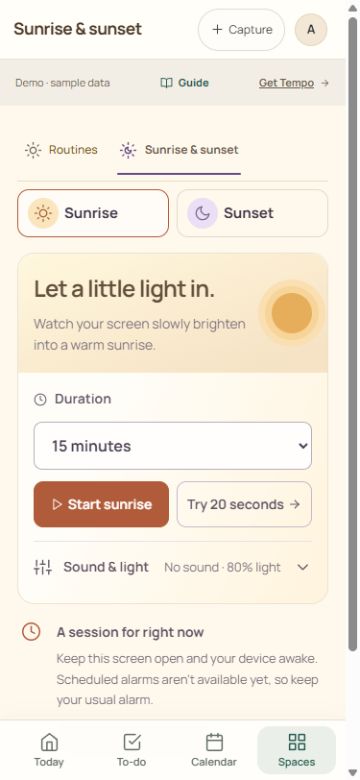 Sunrise & sunset
+ Capture
A
Demo · sample data
Guide
Get Tempo →
Routines
Sunrise & sunset
Sunrise
Sunset
Let a little light in.
Watch your screen slowly brighten
into a warm sunrise.
Duration
15 minutes
Start sunrise
Try 20 seconds →
Sound & light
No sound · 80% light
A session for right now
Keep this screen open and your device awake.
Scheduled alarms aren't available yet, so keep
your usual alarm.
Today
To-do
Calendar
Spaces